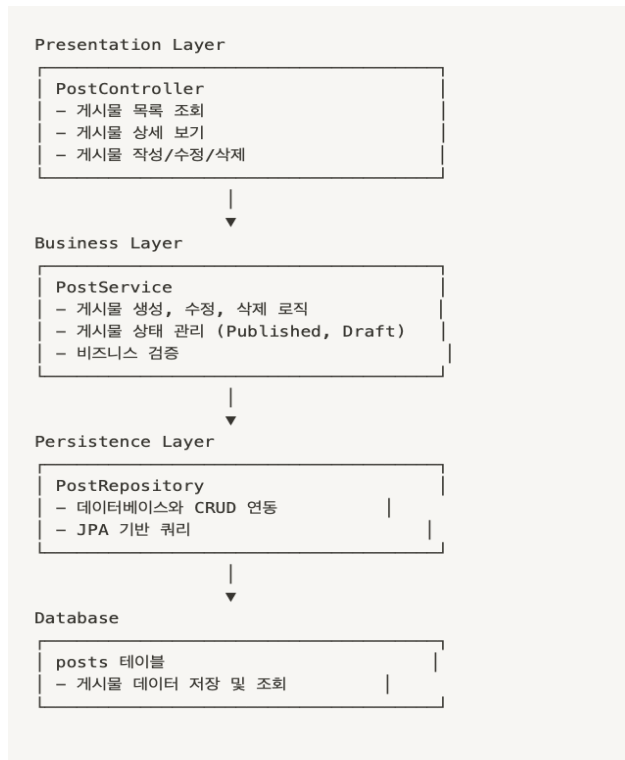 Presentation Layer
PostController
– 게시물 목록 조회
– 게시물 상세 보기
– 게시물 작성/수정/삭제
Business Layer
PostService
– 게시물 생성, 수정, 삭제 로직
– 게시물 상태 관리 (Published, Draft)
– 비즈니스 검증
Persistence Layer
PostRepository
– 데이터베이스와 CRUD 연동
– JPA 기반 쿼리
Database
posts 테이블
– 게시물 데이터 저장 및 조회